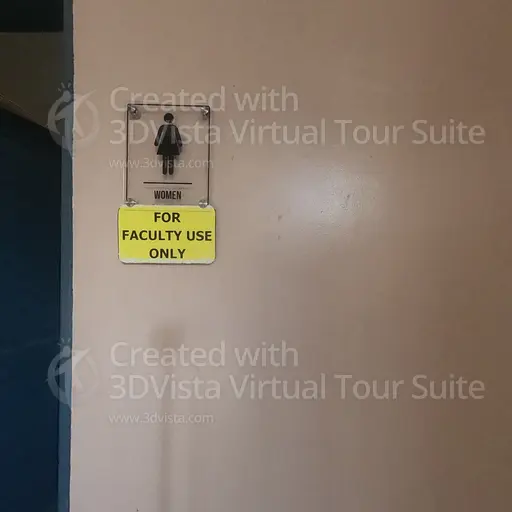 Created with
3DVista Virtual Tour Suite
www.3dvista.com
WOMEN
FOR
FACULTY USE
ONLY
Created with
3DVista Virtual Tour Suite
www.3dvista.com